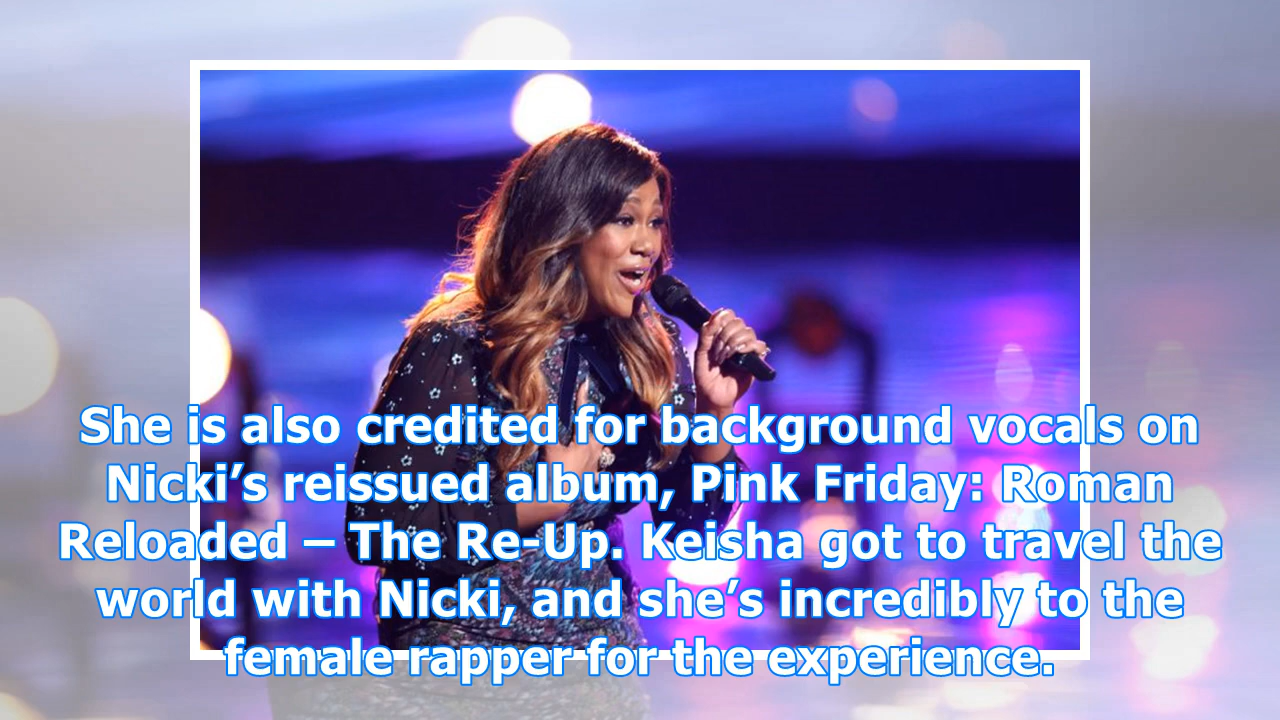 She is also credited for background vocals on
Nicki’s reissued album, Pink Friday: Roman
Reloaded – The Re-Up. Keisha got to travel the
world with Nicki, and she’s incredibly to the
female rapper for the experience.